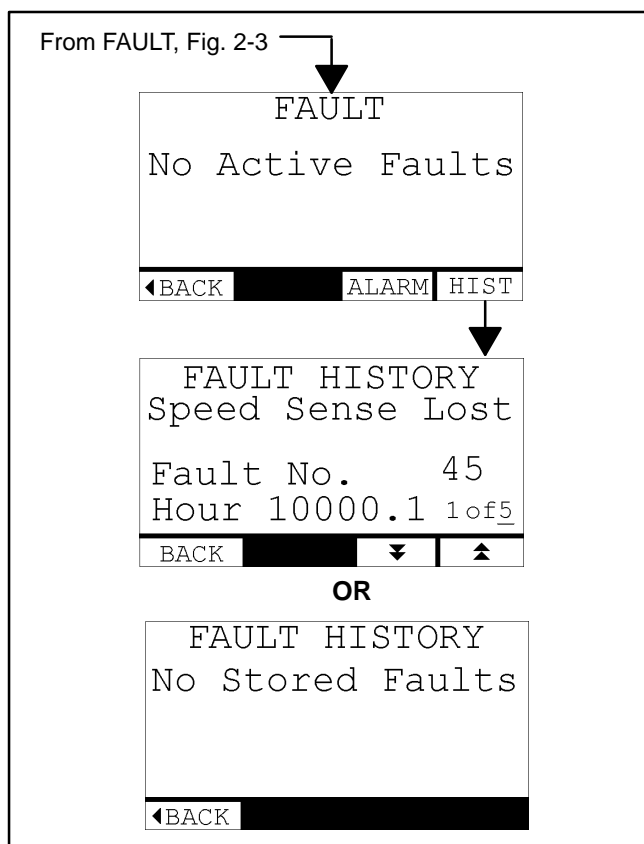 From FAULT, Fig. 2-3
FAULT
No Active Faults
◀BACK ALARM HIST
FAULT HISTORY
Speed Sense Lost
Fault No. 45
Hour 10000.1 1of5
BACK
OR
FAULT HISTORY
No Stored Faults
◀BACK